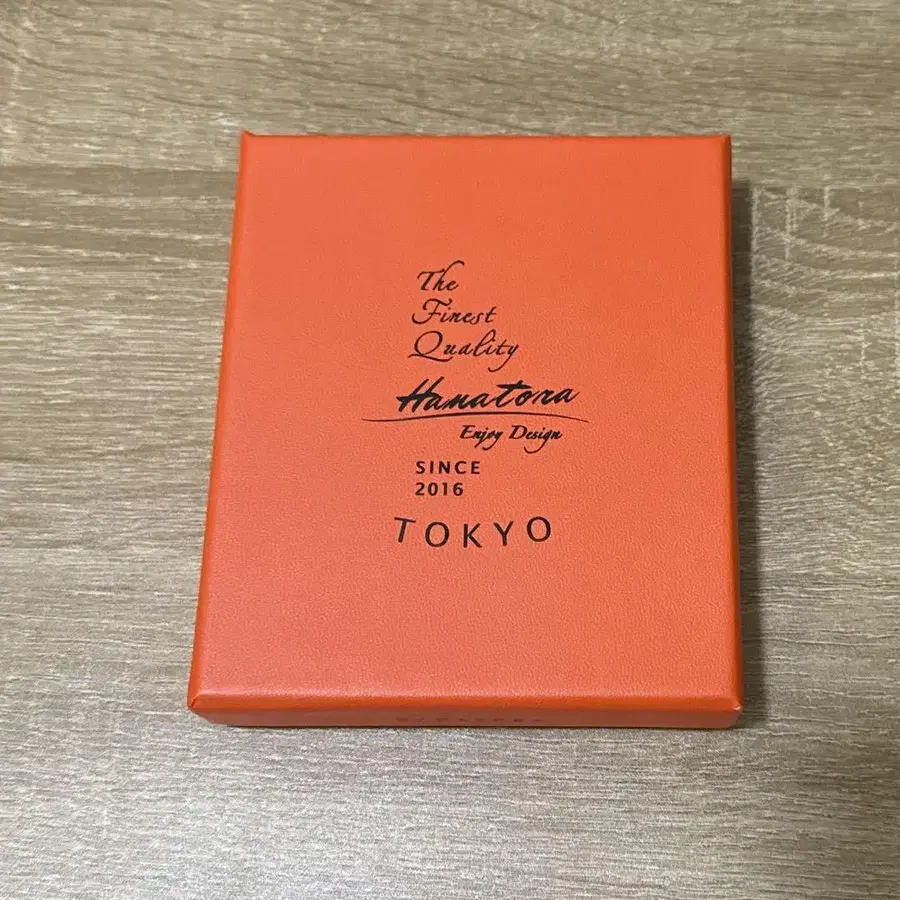 The
Finest
Quality
Hanatora
Enjoy Design
SINCE
2016
TOKYO